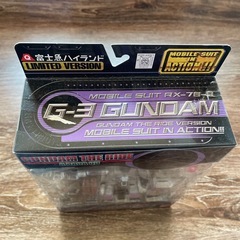 富士急ハイランド
LIMITED VERSION
MOBILE SUIT
IN
ACTION!!
MOBILE SUIT RX-78
G-3 GUNDAM
GUNDAM THE RIDE VERSION
MOBILE SUIT IN ACTION!!